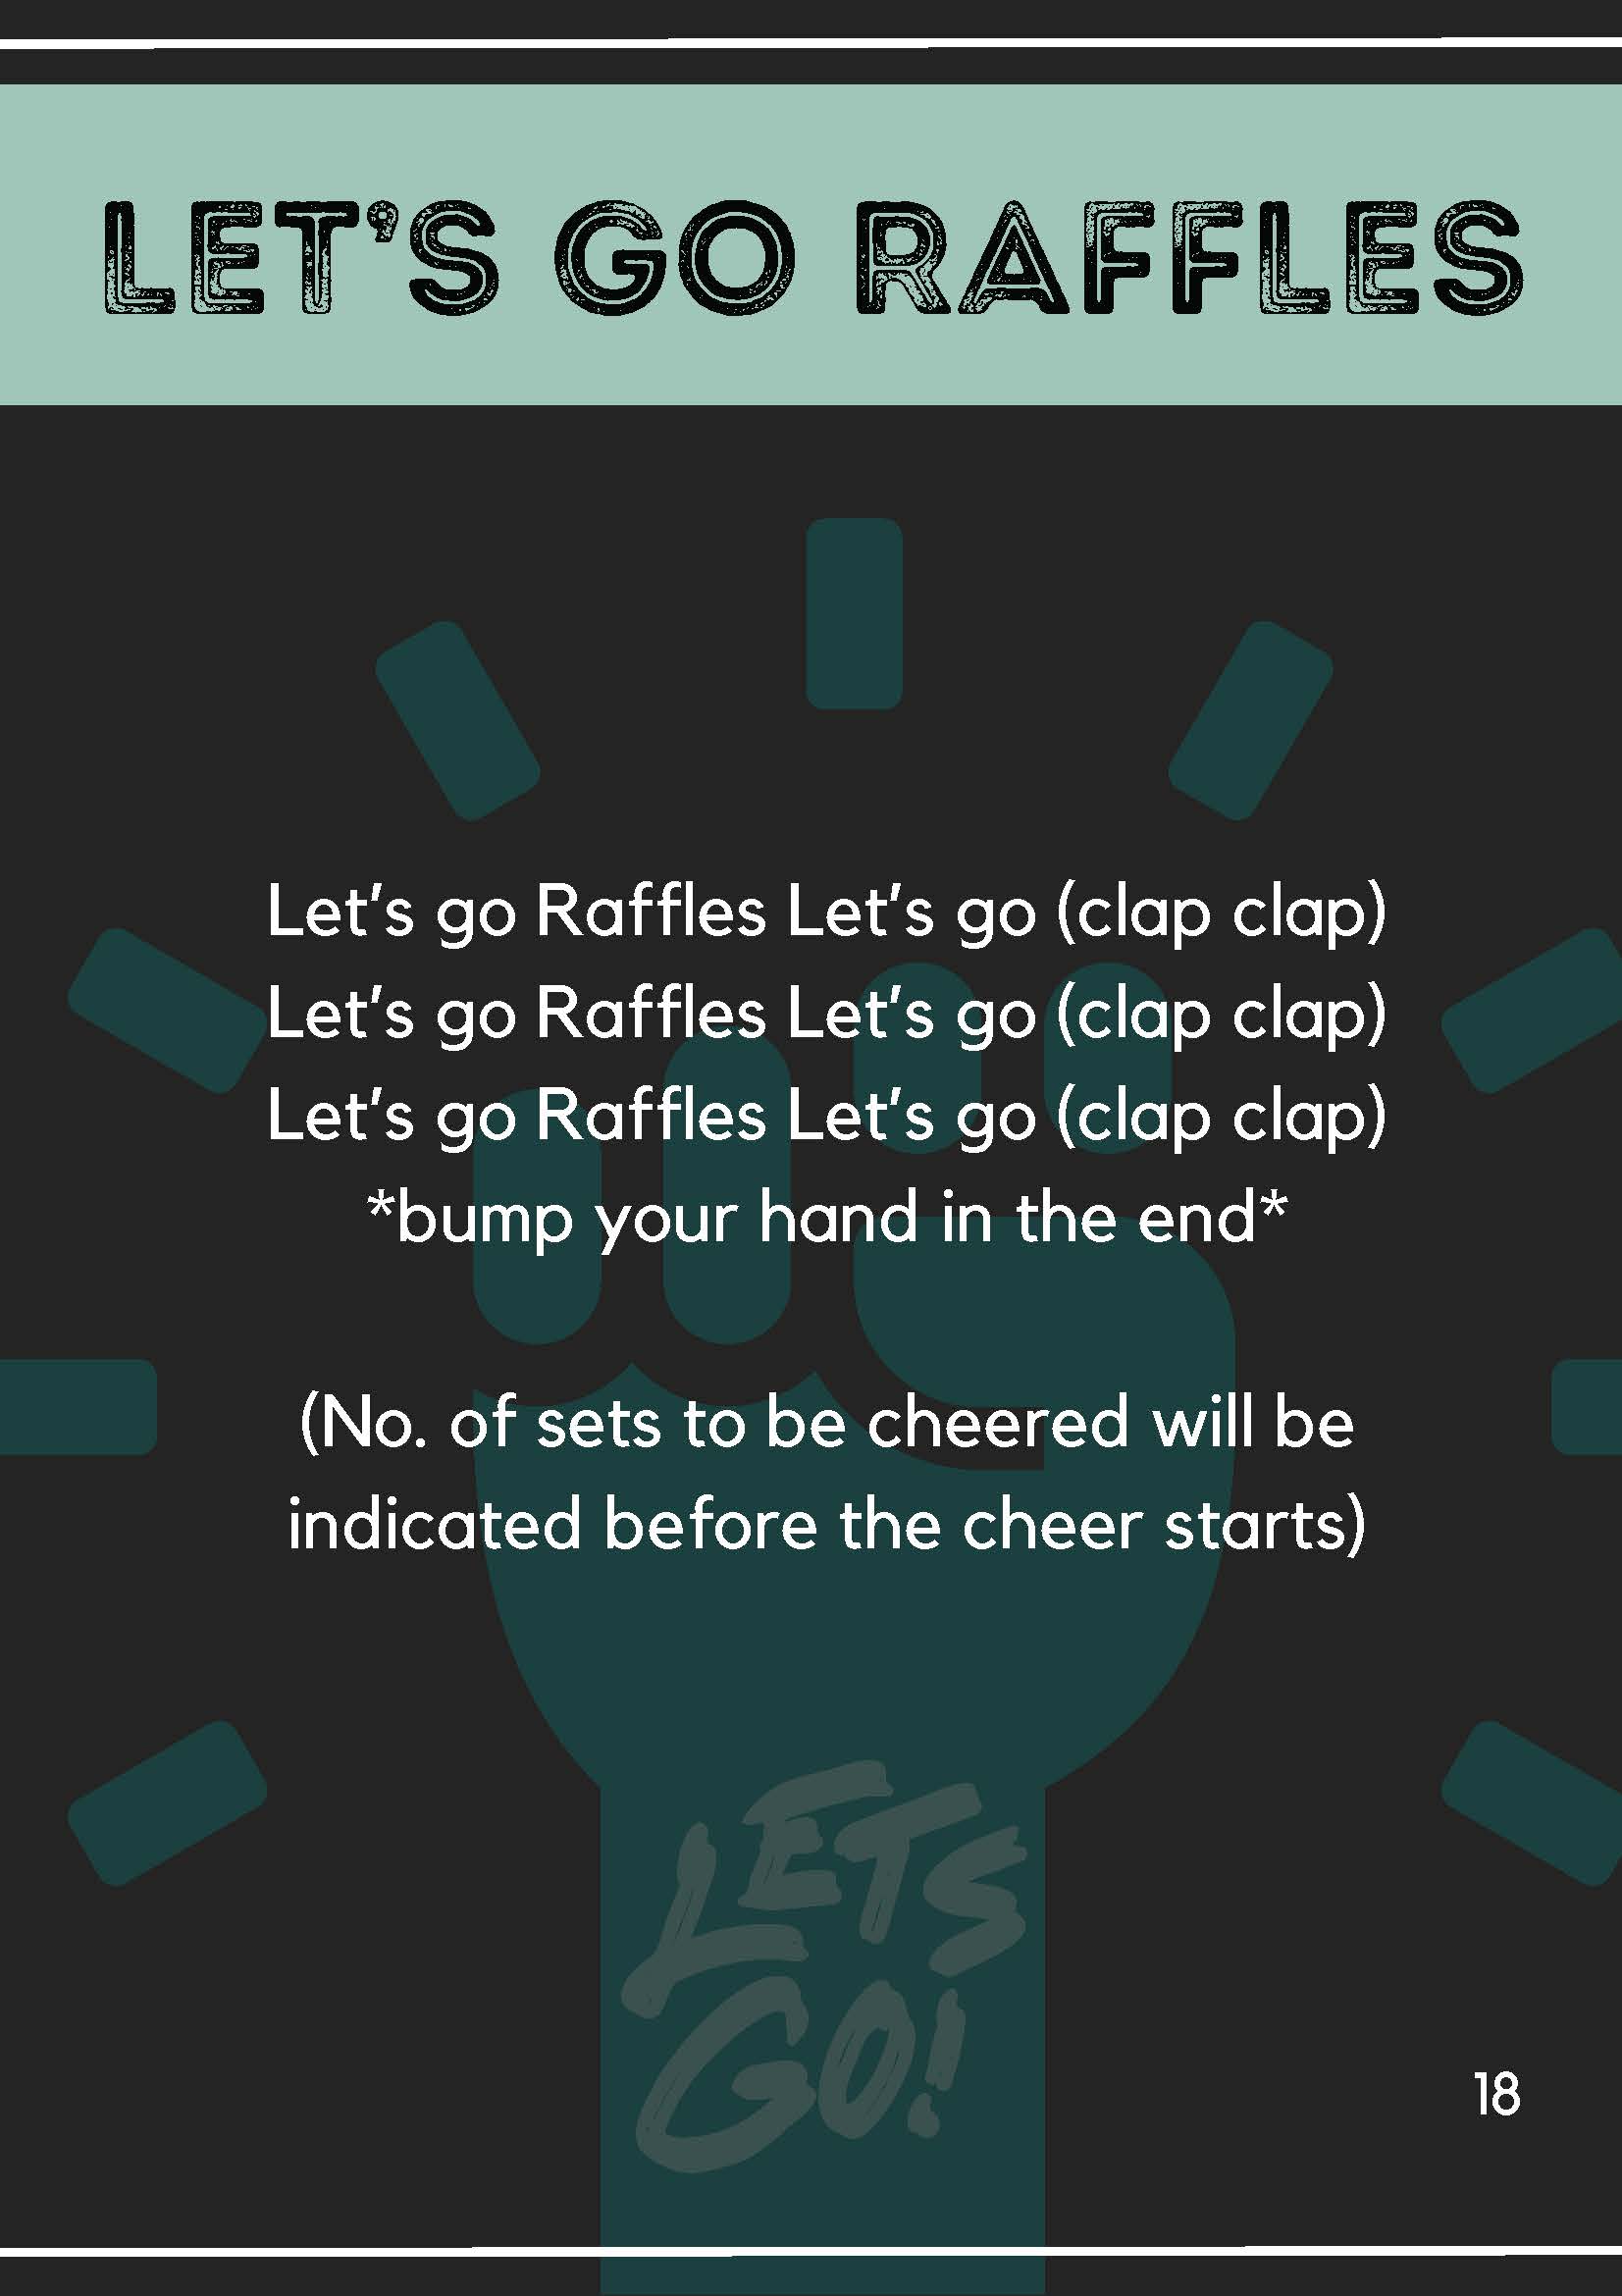 LET'S GO RAFFLES
Let's go Raffles Let's go (clap clap)
Let's go Raffles Let's go (clap clap)
Let's go Raffles Let's go (clap clap)
*bump your hand in the end*
(No. of sets to be cheered will be
indicated before the cheer starts)
LETS
GO!
18